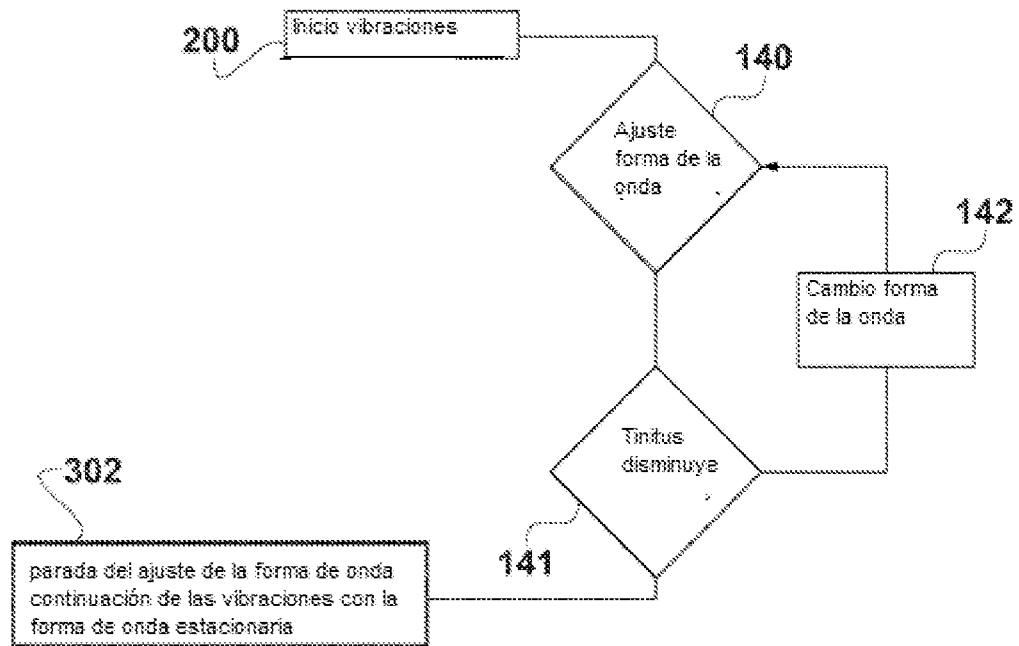 Inicio vibraciones
200
140
Ajuste
forma de la
onda
142
Cambio forma
de la onda
Tinitus
disminuye
302
141
parada del ajuste de la forma de onda
continuación de las vibraciones con la
forma de onda estacionaria